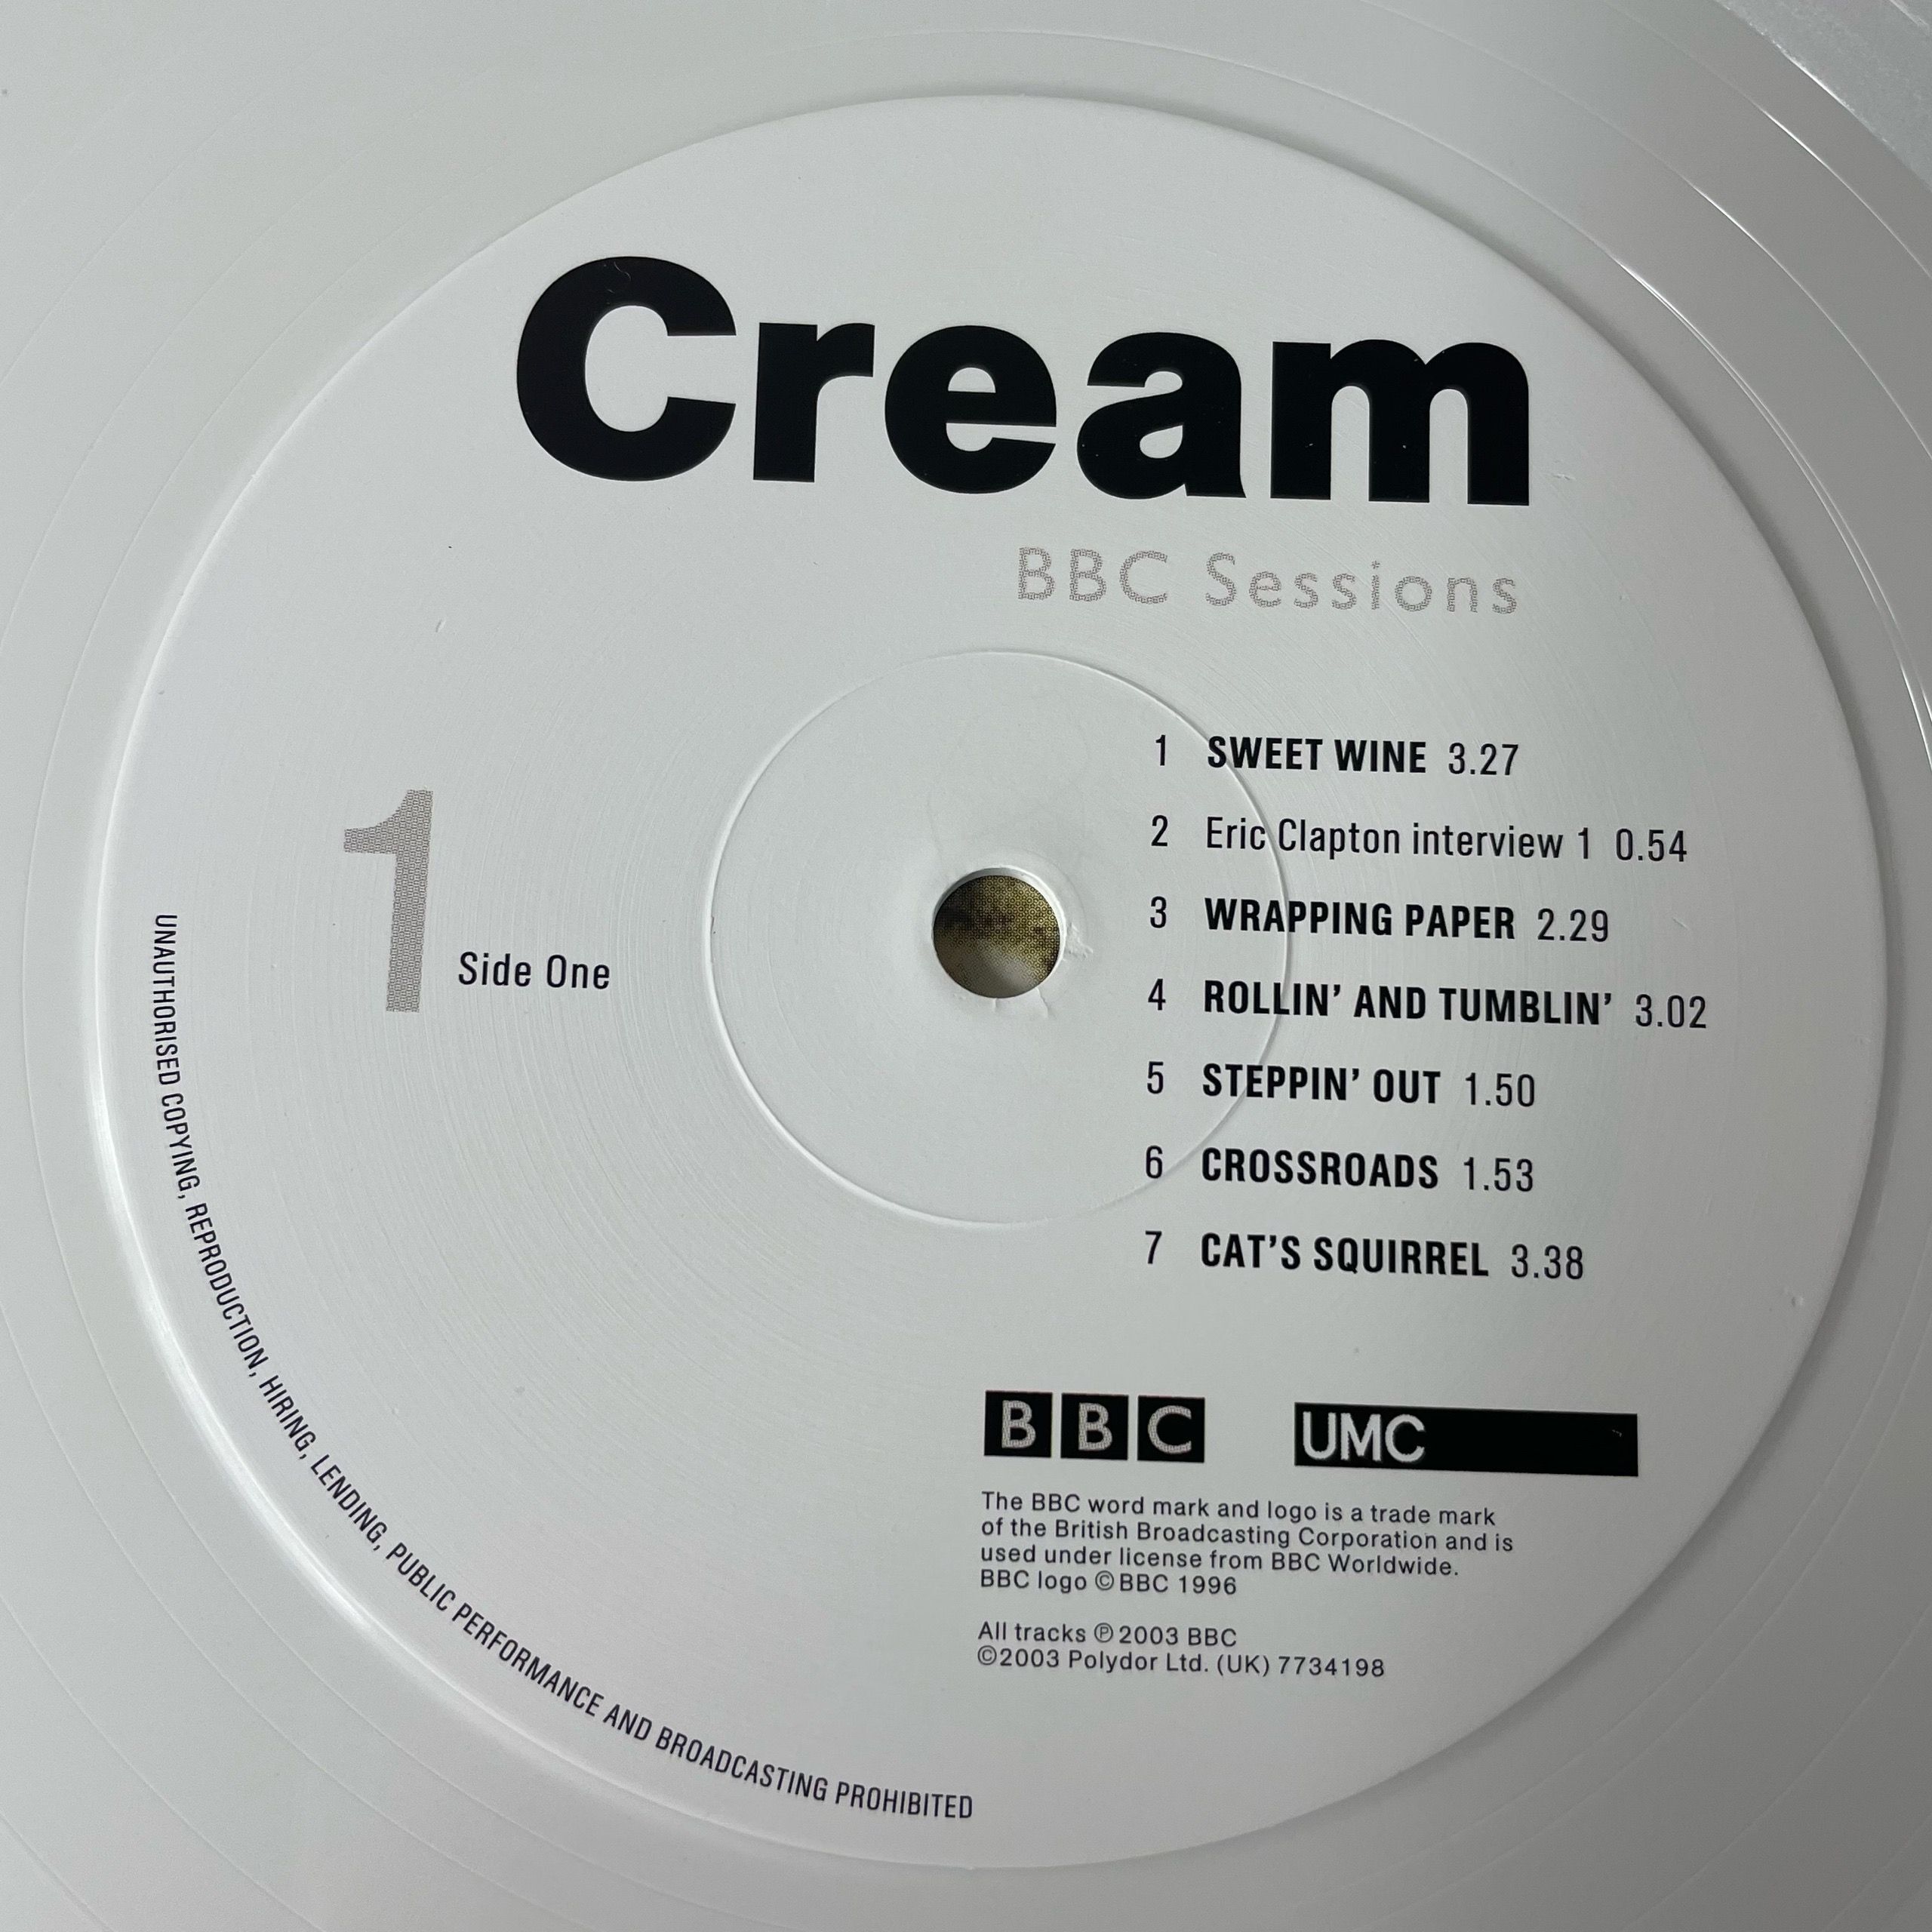 Cream
BBC Sessions
1 SWEET WINE 3.27
2 Eric Clapton interview 1 0.54
3 WRAPPING PAPER 2.29
4 ROLLIN’ AND TUMBLIN’ 3.02
5 STEPPIN’ OUT 1.50
6 CROSSROADS 1.53
7 CAT’S SQUIRREL 3.38
1 Side One
BBC UMC
The BBC word mark and logo is a trade mark
of the British Broadcasting Corporation and is
used under license from BBC Worldwide.
BBC logo ©BBC 1996
All tracks ℗2003 BBC
©2003 Polydor Ltd. (UK) 7734198
UNAUTHORISED COPYING, REPRODUCTION, HIRING, LENDING, PUBLIC PERFORMANCE AND BROADCASTING PROHIBITED